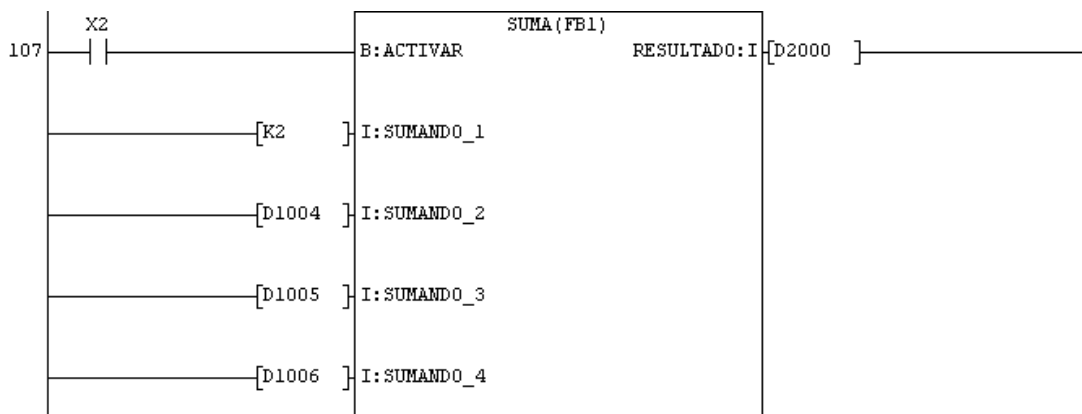 X2
SUMA(FB1)
107
B:ACTIVAR
RESULTADO:I
[D2000 ]
[K2 ]
I:SUMANDO_1
[D1004 ]
I:SUMANDO_2
[D1005 ]
I:SUMANDO_3
[D1006 ]
I:SUMANDO_4